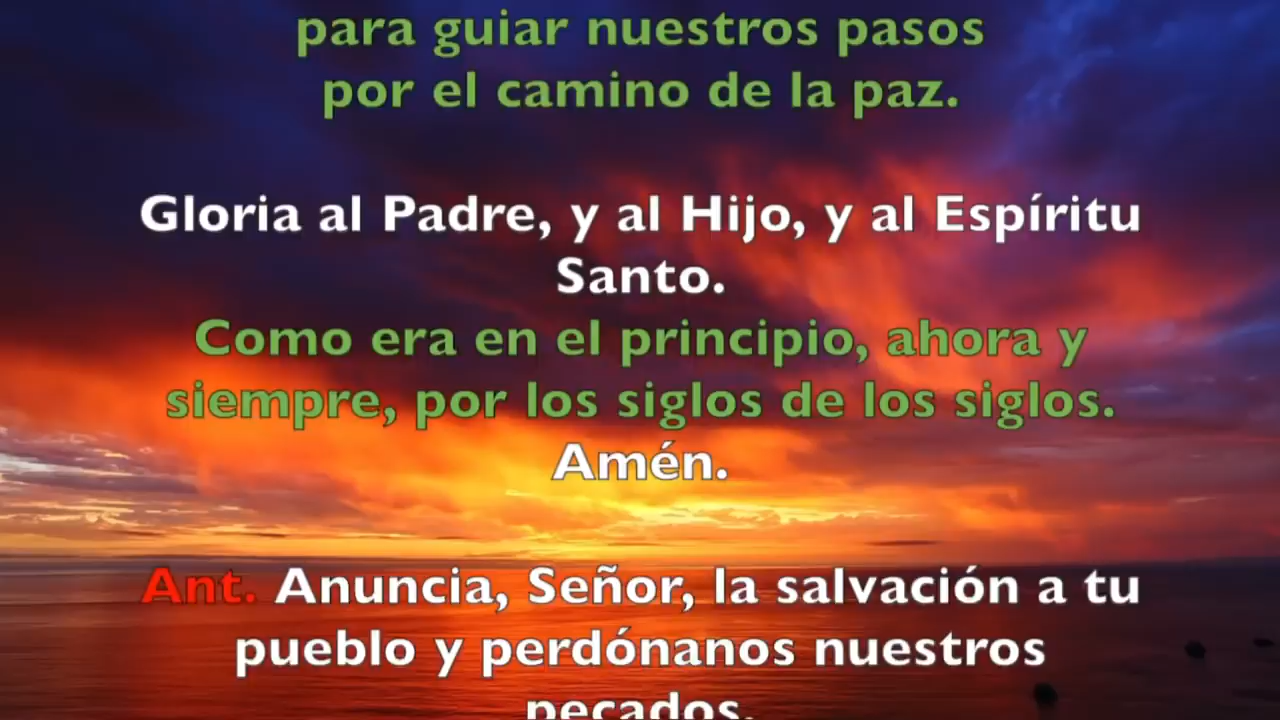 para guiar nuestros pasos
por el camino de la paz.
Gloria al Padre, y al Hijo, y al Espíritu
Santo.
Como era en el principio, ahora y
siempre, por los siglos de los siglos.
Amén.
Ant. Anuncia, Señor, la salvación a tu
pueblo y perdónanos nuestros
pecados.